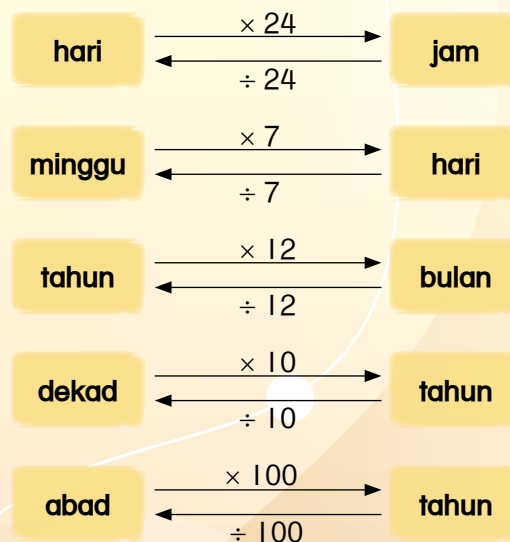 × 24
hari jam
÷ 24
× 7
minggu hari
÷ 7
× 12
tahun bulan
÷ 12
× 10
dekad tahun
÷ 10
× 100
abad tahun
÷ 100